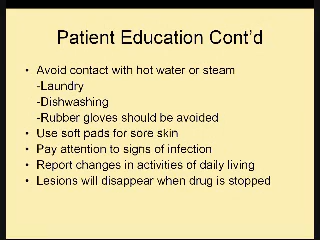 Patient Education Cont'd
• Avoid contact with hot water or steam
-Laundry
-Dishwashing
-Rubber gloves should be avoided
• Use soft pads for sore skin
• Pay attention to signs of infection
• Report changes in activities of daily living
• Lesions will disappear when drug is stopped